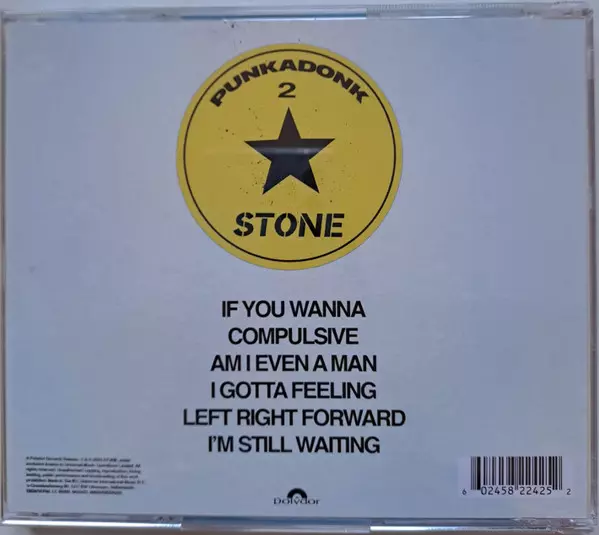 PUNKADONK
2
STONE
IF YOU WANNA
COMPULSIVE
AM I EVEN A MAN
I GOTTA FEELING
LEFT RIGHT FORWARD
I'M STILL WAITING
polydor
6 02458 22425 2